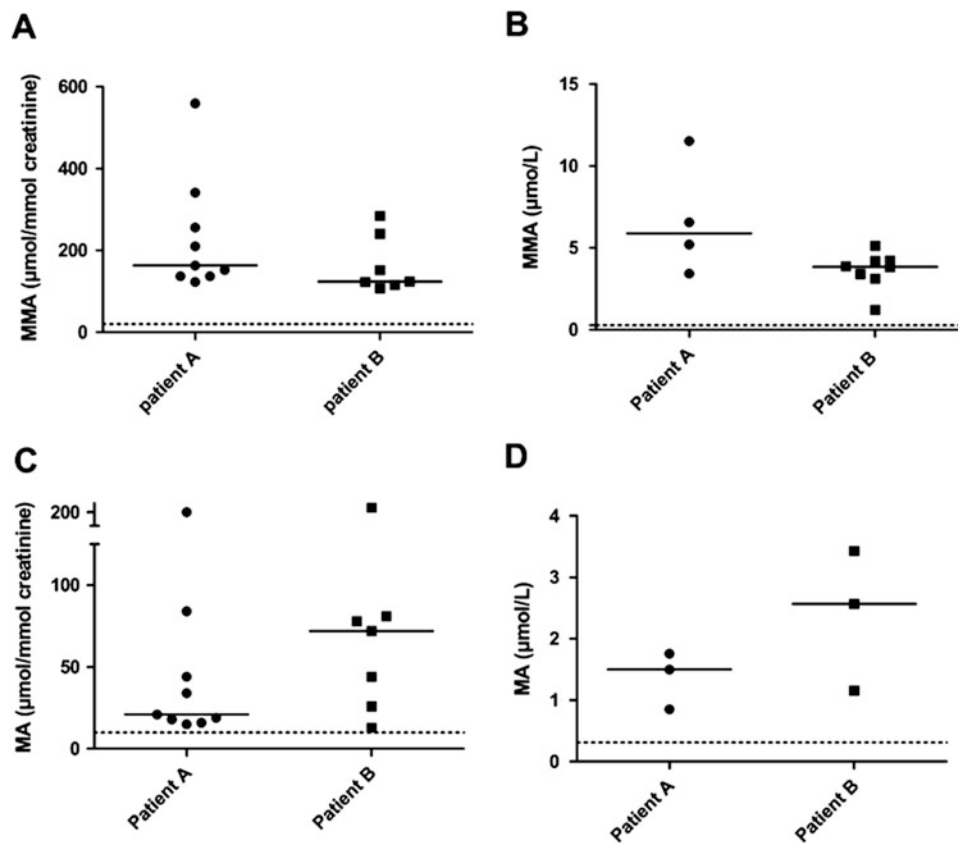 A
MMA (μmol/mmol creatinine)
600
400
200
0
patient A
patient B
B
MMA (μmo/L)
15
10
5
0
Patient A
Patient B
C
MA (μmol/mmol creatinine)
200
100
50
0
Patient A
Patient B
D
MA (μmol/L)
4
3
2
1
0
Patient A
Patient B